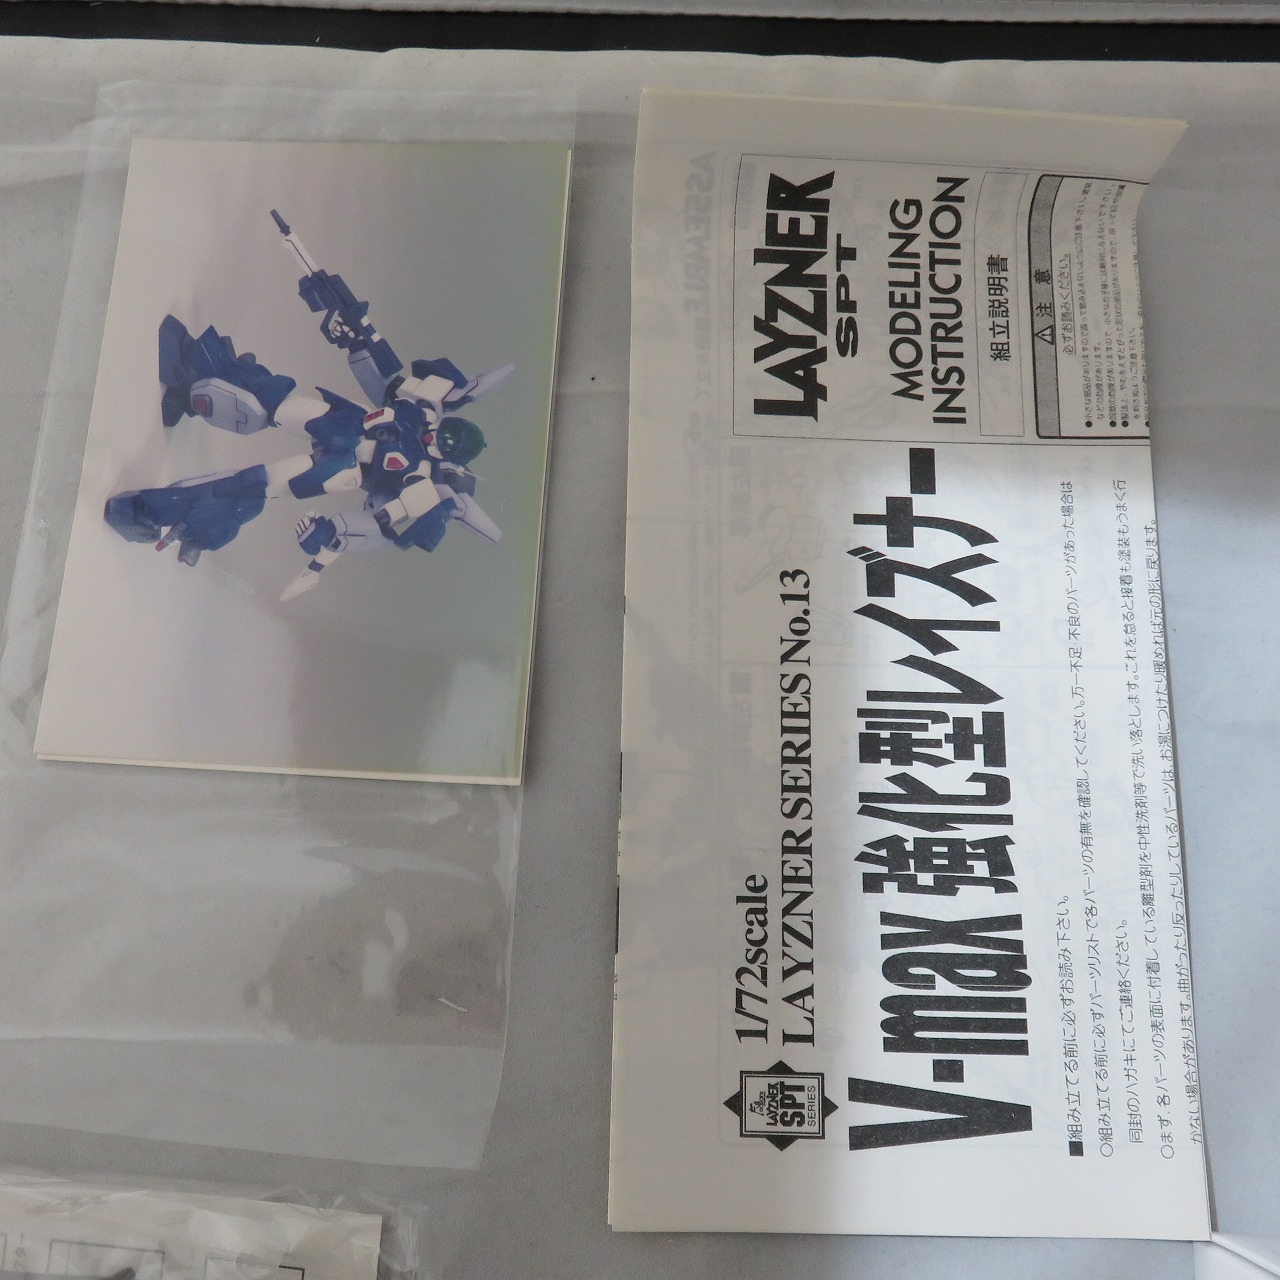 1/72scale
LAYZNER SERIES No.13
LAYZNER
SPT
SERIES
V-max 強化型レイズナー
LAYZNER
SPT
MODELING
INSTRUCTION
組立説明書
⚠注 意
必ずお読みください。
■組み立てる前に必ずお読み下さい。
○組み立てる前に必ずパーツリストで各パーツの有無を確認してください。万一不足、不良のパーツがあった場合は
同封のハガキにてご連絡ください。
○まず、各パーツの表面に付着している離型剤を中性洗剤等で洗い落とします。これを怠ると接着も塗装もうまく行
かない場合があります。曲がったり反ったりしているパーツは、お湯につけたり暖めれば元の形に戻ります。